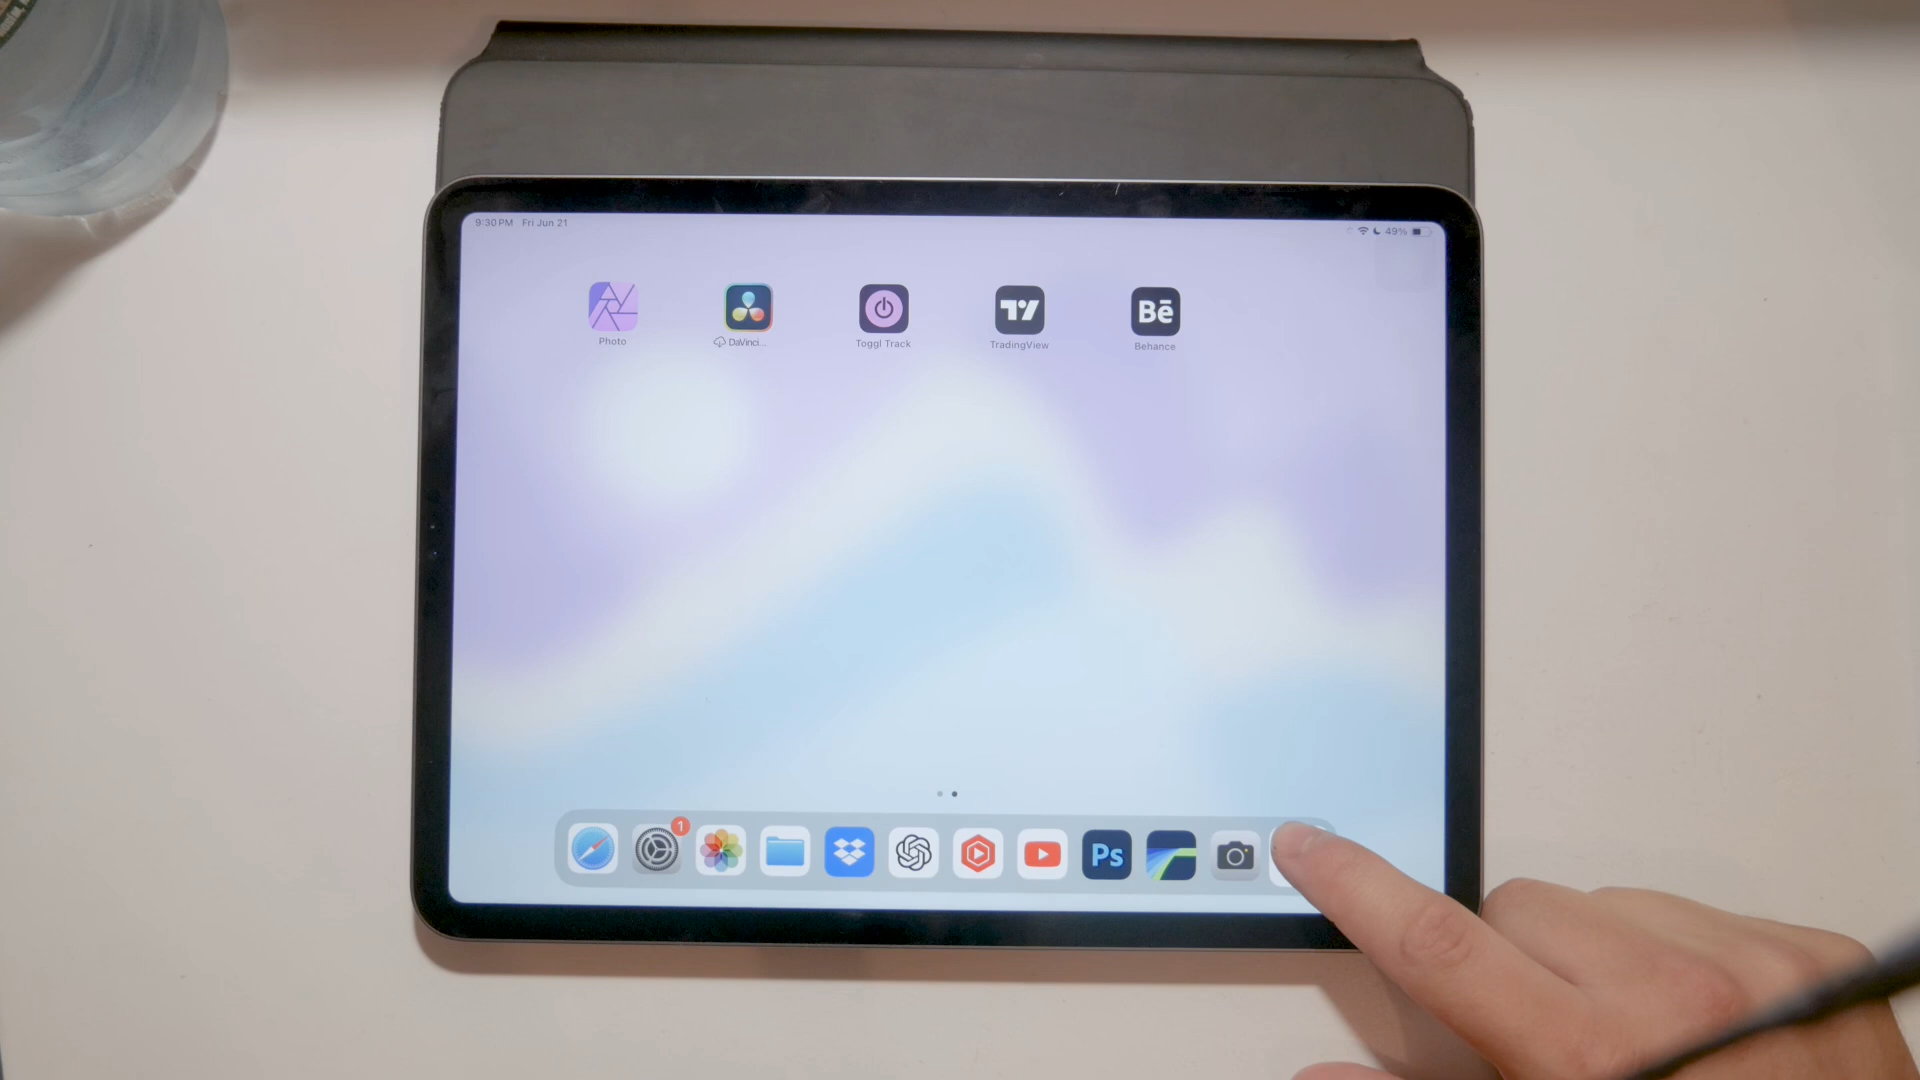 9:30 PM Fri Jun 21
49%
Photo
DaVinci...
Toggl Track
TradingView
Bē
Behance
1
Ps